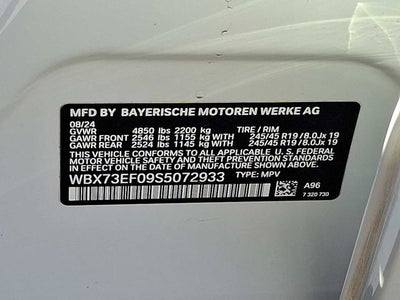 MFD BY BAYERISCHE MOTOREN WERKE AG
08/24
GVWR 4850 lbs 2200 kg TIRE / RIM
GAWR FRONT 2546 lbs 1155 kg WITH 245/45 R19 /8.0Jx 19
GAWR REAR 2524 lbs 1145 kg WITH 245/45 R19 /8.0Jx 19
THIS VEHICLE CONFORMS TO ALL APPLICABLE FEDERAL MOTOR VEHICLE
SAFETY, BUMPER, AND THEFT PREVENTION STANDARDS
IN EFFECT ON THE DATE OF MANUFACTURE SHOWN ABOVE.
WBX73EF09S5072933 TYPE: MPV A96
7 320 730